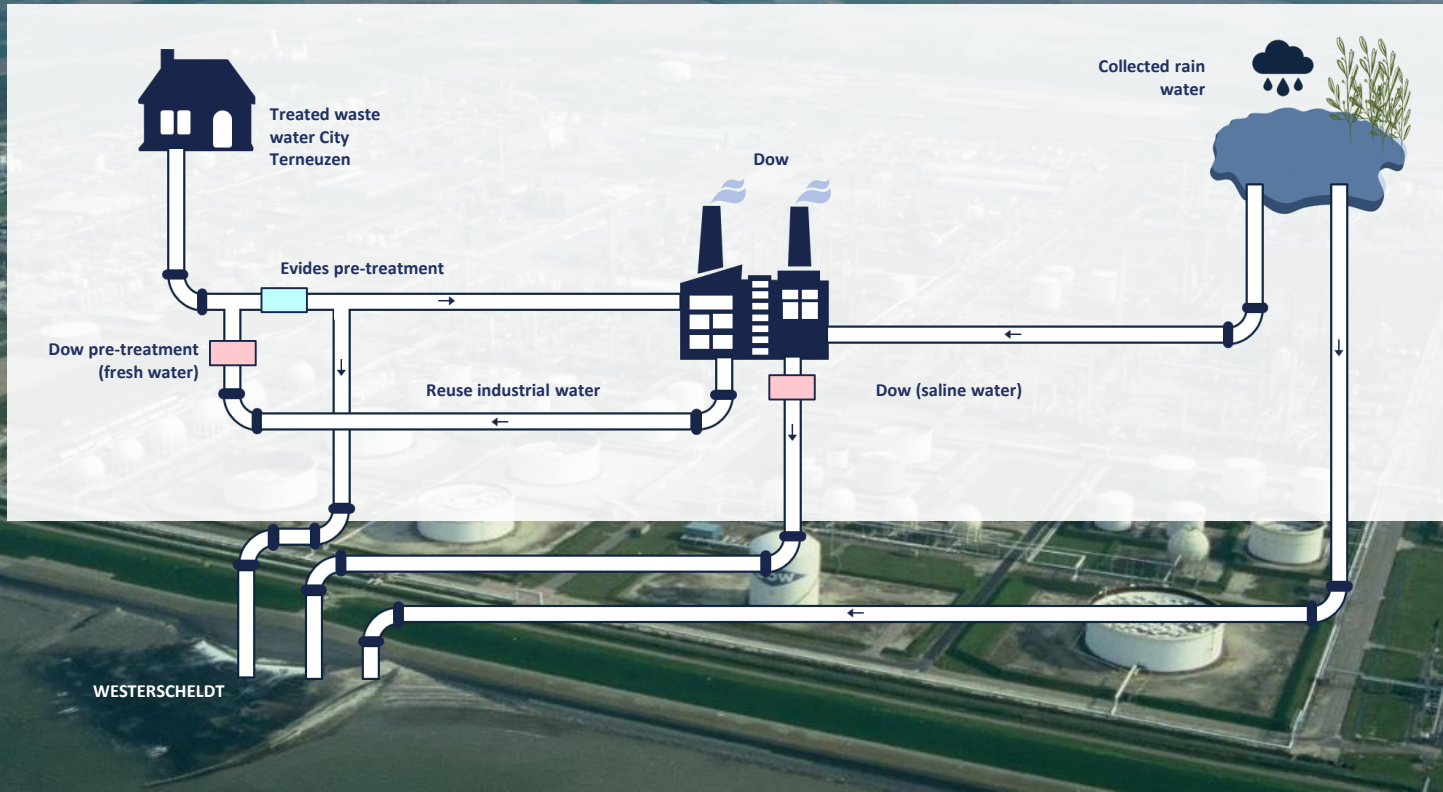 Collected rain
water
Treated waste
water City
Terneuzen
Dow
Evides pre-treatment
Dow pre-treatment
(fresh water)
Reuse industrial water
Dow (saline water)
DOW
WESTERSCHELDT